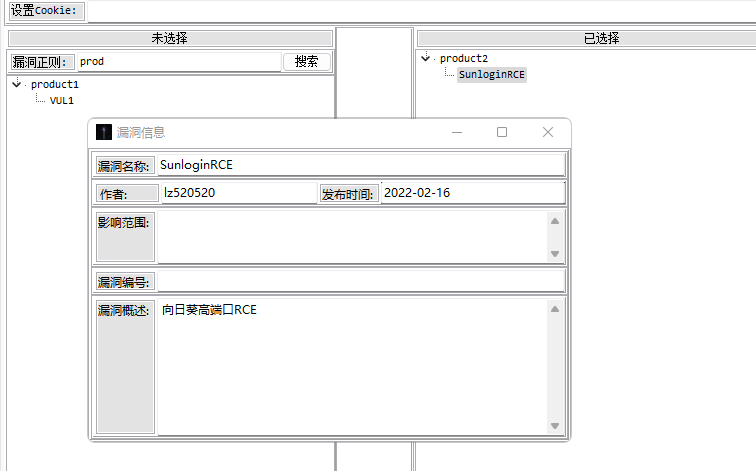 设置Cookie:
未选择
已选择
漏洞正则: prod 搜索
product1
VUL1
product2
SunloginRCE
漏洞信息
漏洞名称: SunloginRCE
作者: lz520520 发布时间: 2022-02-16
影响范围:
漏洞编号:
漏洞概述: 向日葵高端口RCE